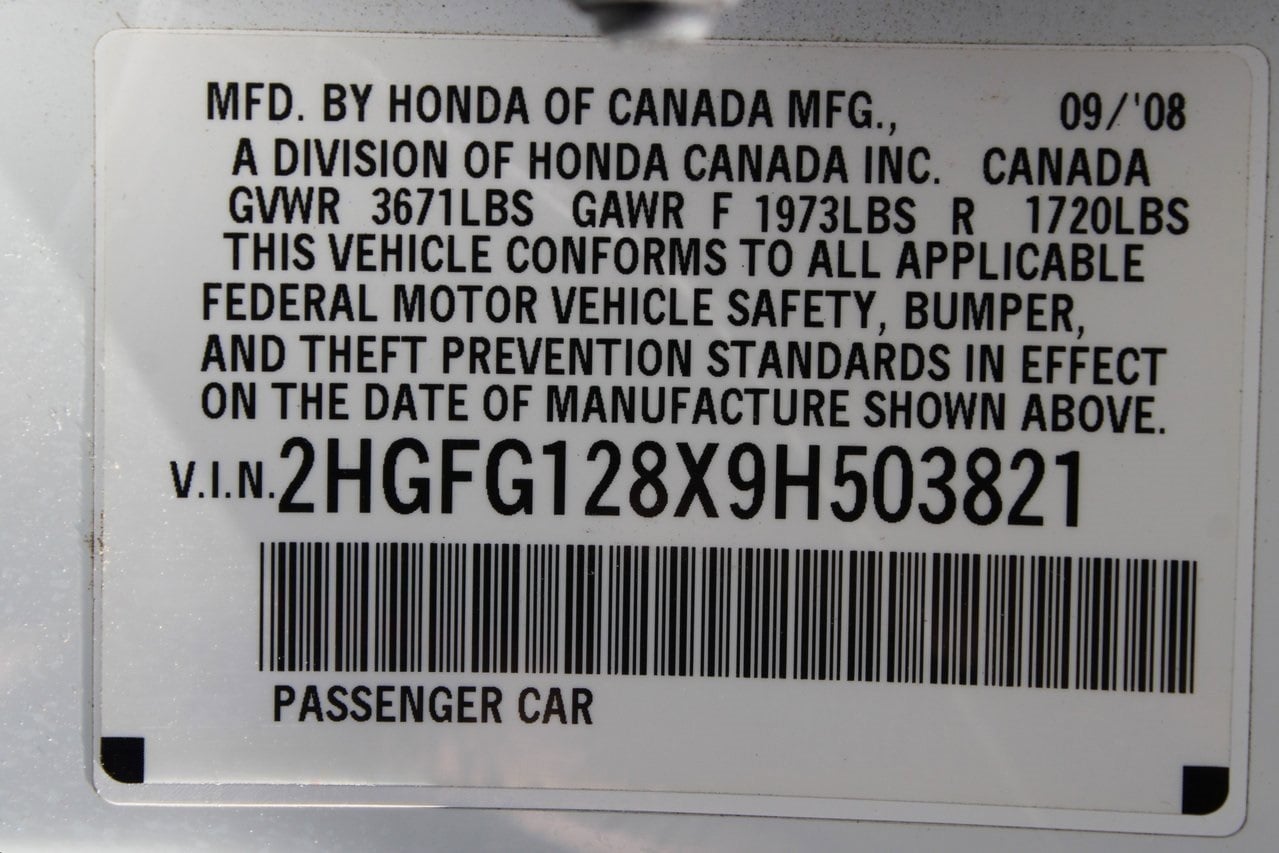 MFD. BY HONDA OF CANADA MFG., 09/'08
A DIVISION OF HONDA CANADA INC. CANADA
GVWR 3671LBS GAWR F 1973LBS R 1720LBS
THIS VEHICLE CONFORMS TO ALL APPLICABLE
FEDERAL MOTOR VEHICLE SAFETY, BUMPER,
AND THEFT PREVENTION STANDARDS IN EFFECT
ON THE DATE OF MANUFACTURE SHOWN ABOVE.
V.I.N. 2HGFG128X9H503821
PASSENGER CAR